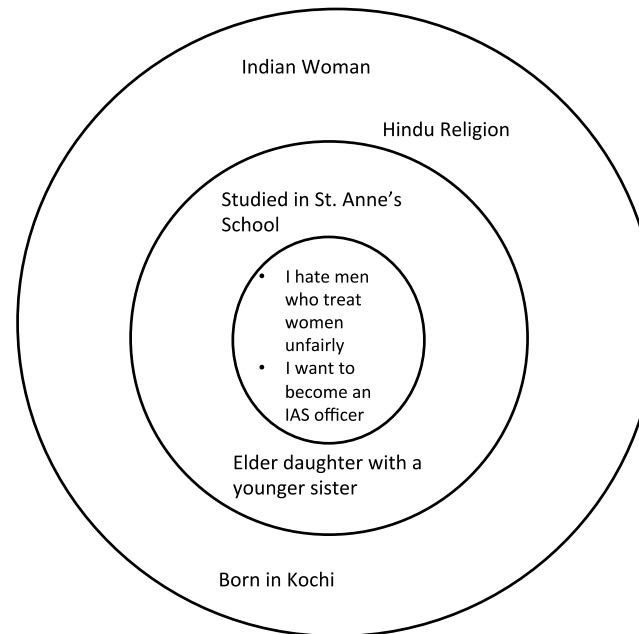 Indian Woman
Hindu Religion
Studied in St. Anne’s
School
• I hate men
who treat
women
unfairly
• I want to
become an
IAS officer
Elder daughter with a
younger sister
Born in Kochi